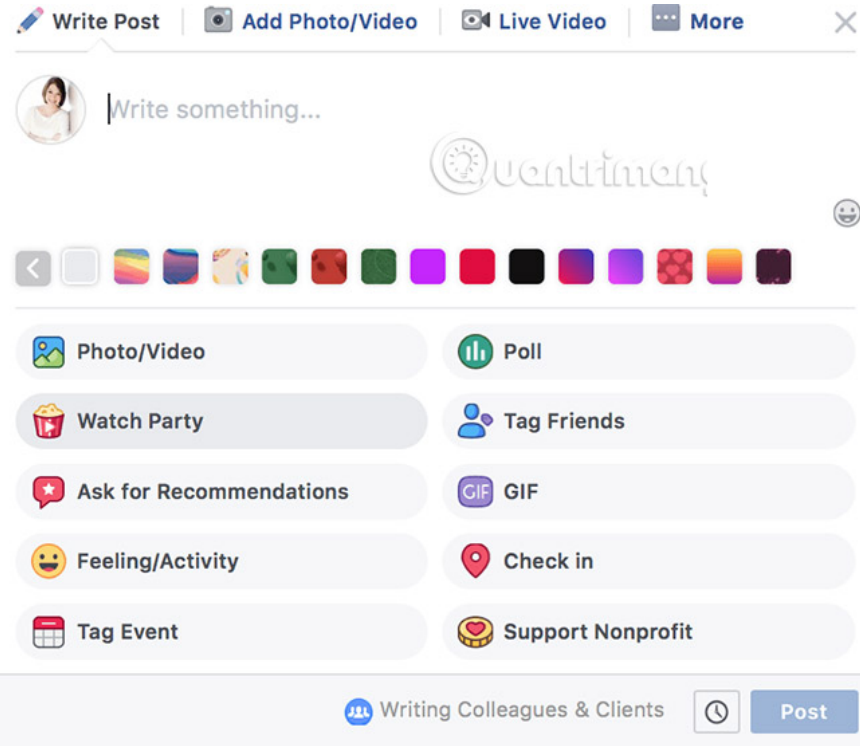 Write Post Add Photo/Video Live Video More
Write something...
Quantrimang
Photo/Video Poll
Watch Party Tag Friends
Ask for Recommendations GIF GIF
Feeling/Activity Check in
Tag Event Support Nonprofit
Writing Colleagues & Clients Post